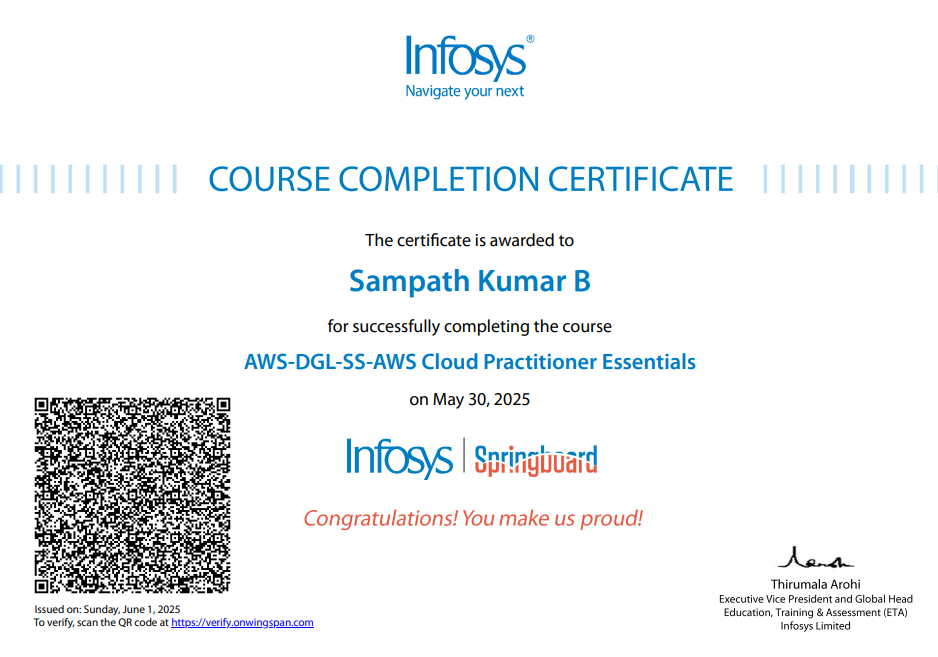 Infosys®
Navigate your next
COURSE COMPLETION CERTIFICATE
The certificate is awarded to
Sampath Kumar B
for successfully completing the course
AWS-DGL-SS-AWS Cloud Practitioner Essentials
on May 30, 2025
Infosys | Springboard
Congratulations! You make us proud!
Issued on: Sunday, June 1, 2025
To verify, scan the QR code at https://verify.onwingspan.com
Thirumala Arohi
Executive Vice President and Global Head
Education, Training & Assessment (ETA)
Infosys Limited